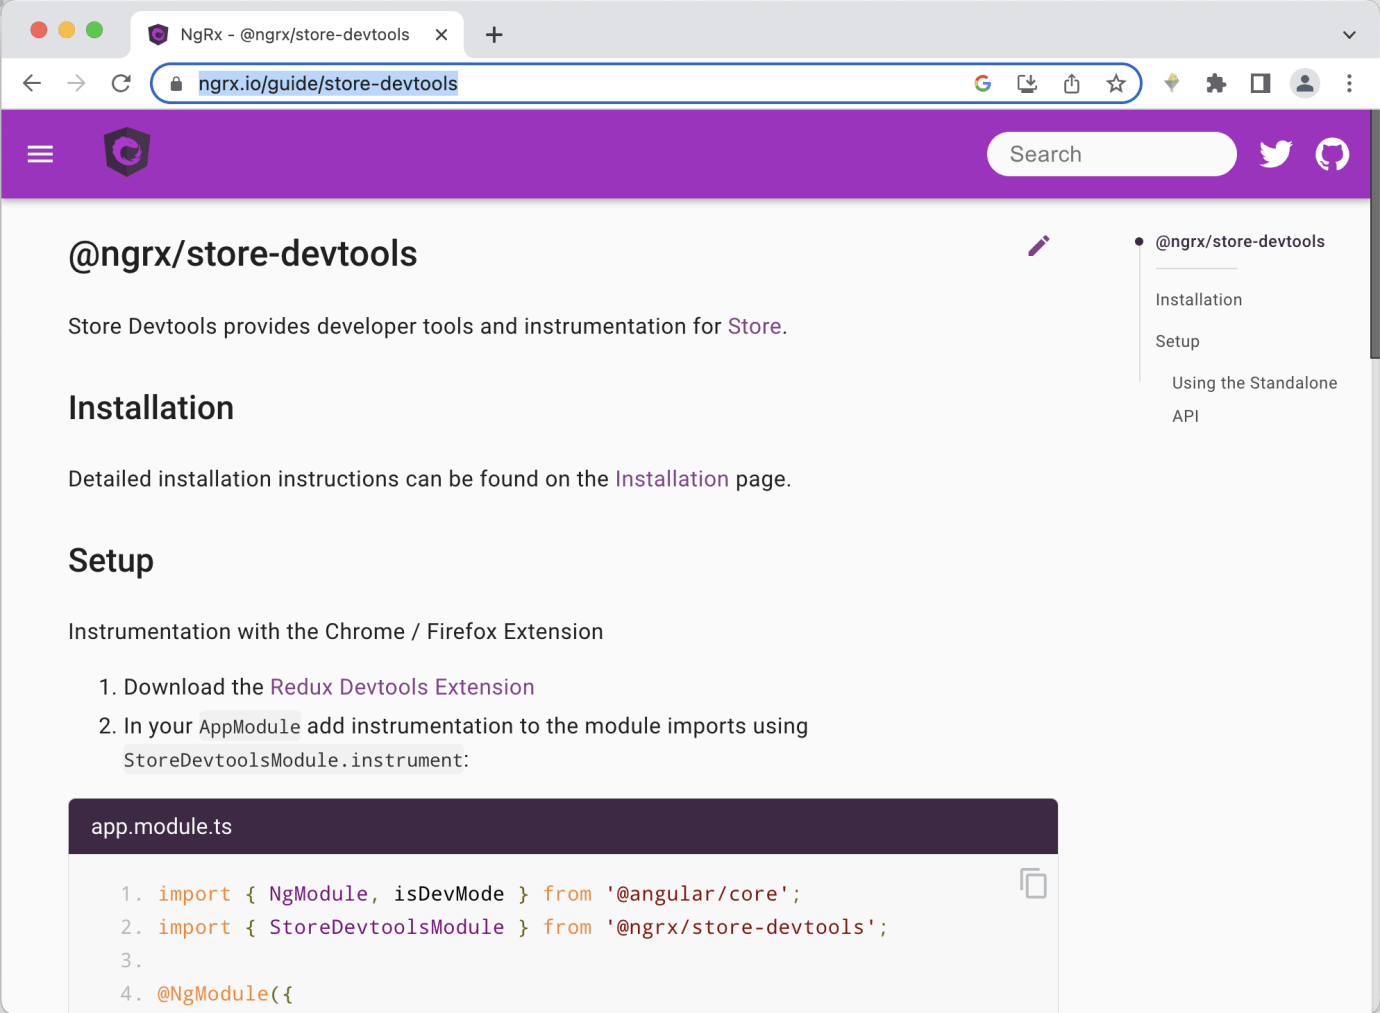 NgRx - @ngrx/store-devtools
ngrx.io/guide/store-devtools
Search
@ngrx/store-devtools
Store Devtools provides developer tools and instrumentation for Store.
Installation
Detailed installation instructions can be found on the Installation page.
Setup
Instrumentation with the Chrome / Firefox Extension
1. Download the Redux Devtools Extension
2. In your AppModule add instrumentation to the module imports using
StoreDevtoolsModule.instrument:
app.module.ts
1. import { NgModule, isDevMode } from '@angular/core';
2. import { StoreDevtoolsModule } from '@ngrx/store-devtools';
3.
4. @NgModule({
@ngrx/store-devtools
Installation
Setup
Using the Standalone
API